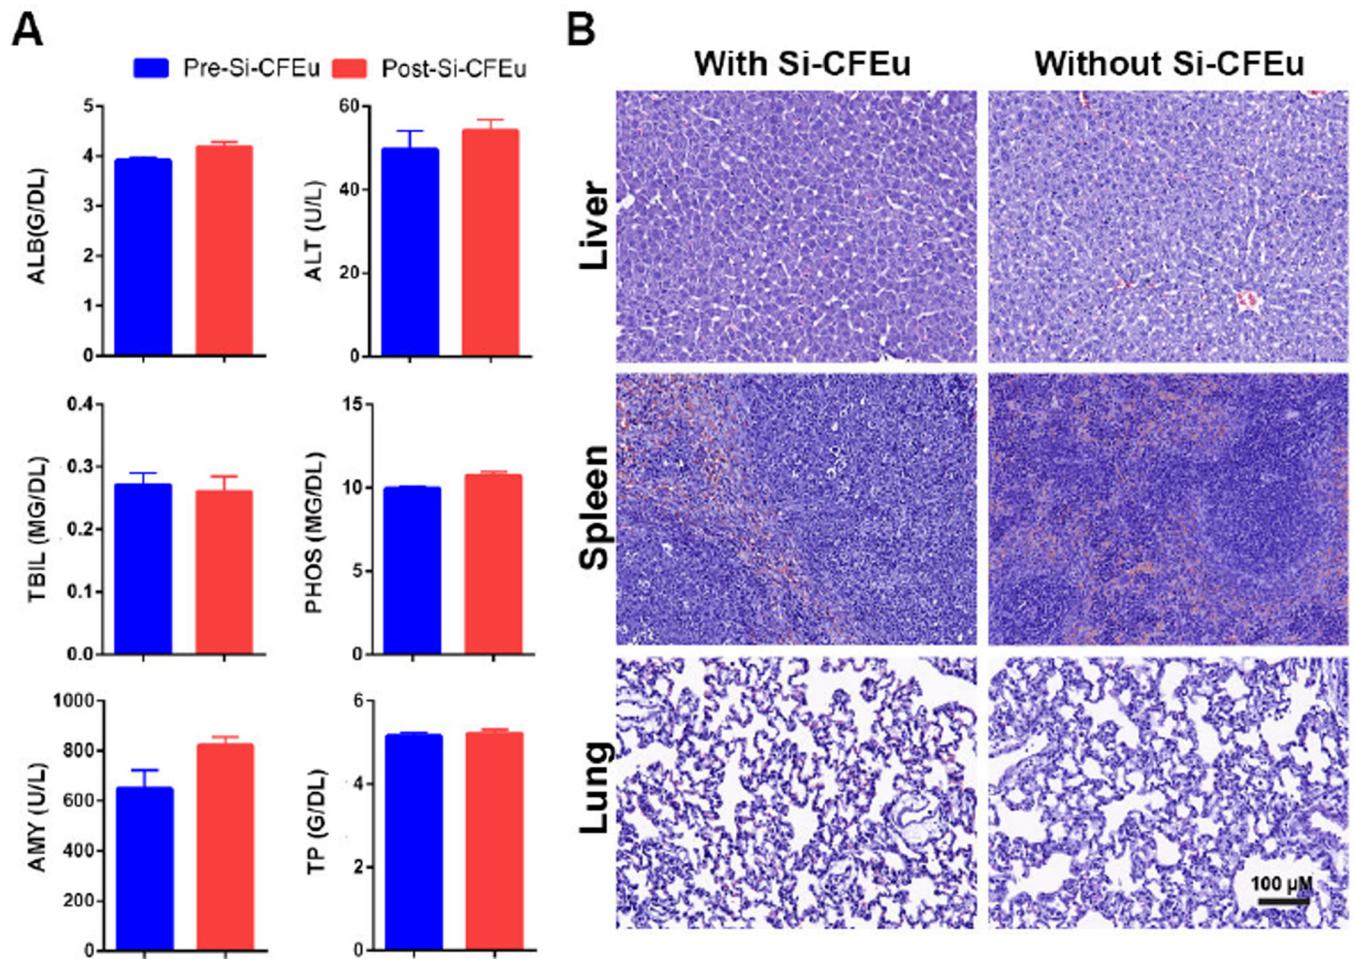 A
Pre-Si-CFEu
Post-Si-CFEu
5
4
3
2
1
0
ALB(G/DL)
60
40
20
0
ALT (U/L)
0.4
0.3
0.2
0.1
0.0
TBIL (MG/DL)
15
10
5
0
PHOS (MG/DL)
1000
800
600
400
200
0
AMY (U/L)
6
4
2
0
TP (G/DL)
B
With Si-CFEu
Without Si-CFEu
Liver
Spleen
Lung
100 µM